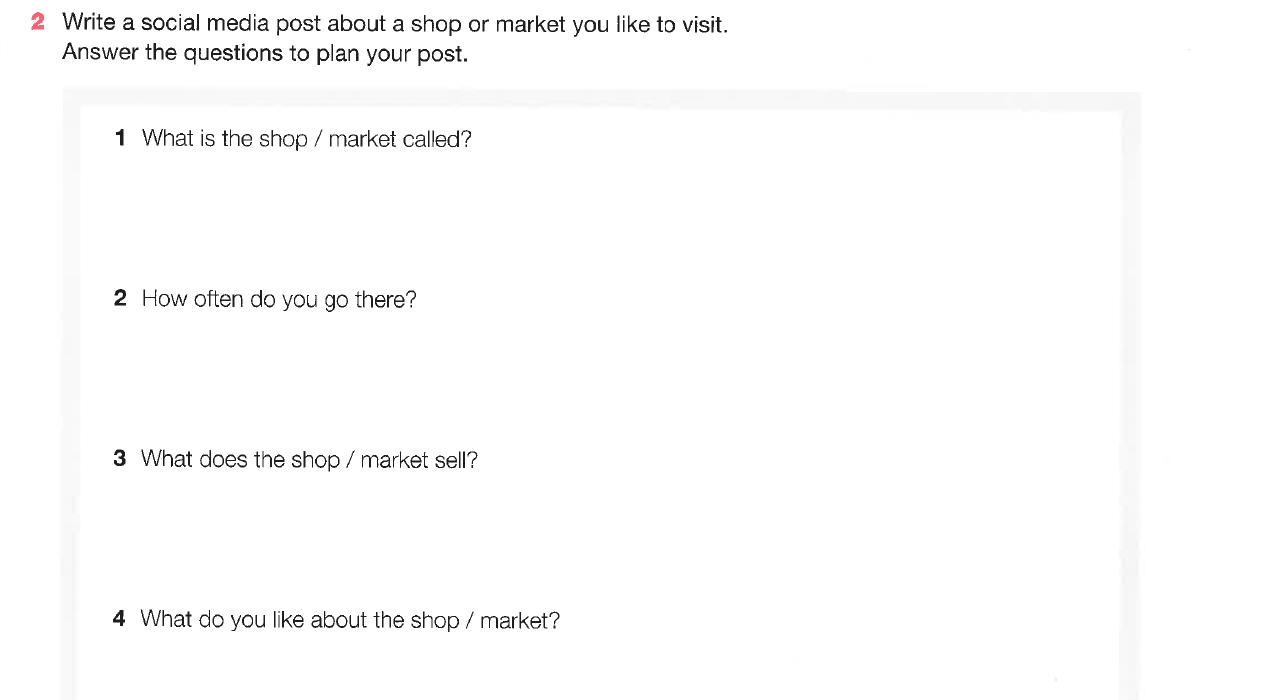 2 Write a social media post about a shop or market you like to visit.
Answer the questions to plan your post.
1 What is the shop / market called?
2 How often do you go there?
3 What does the shop / market sell?
4 What do you like about the shop / market?